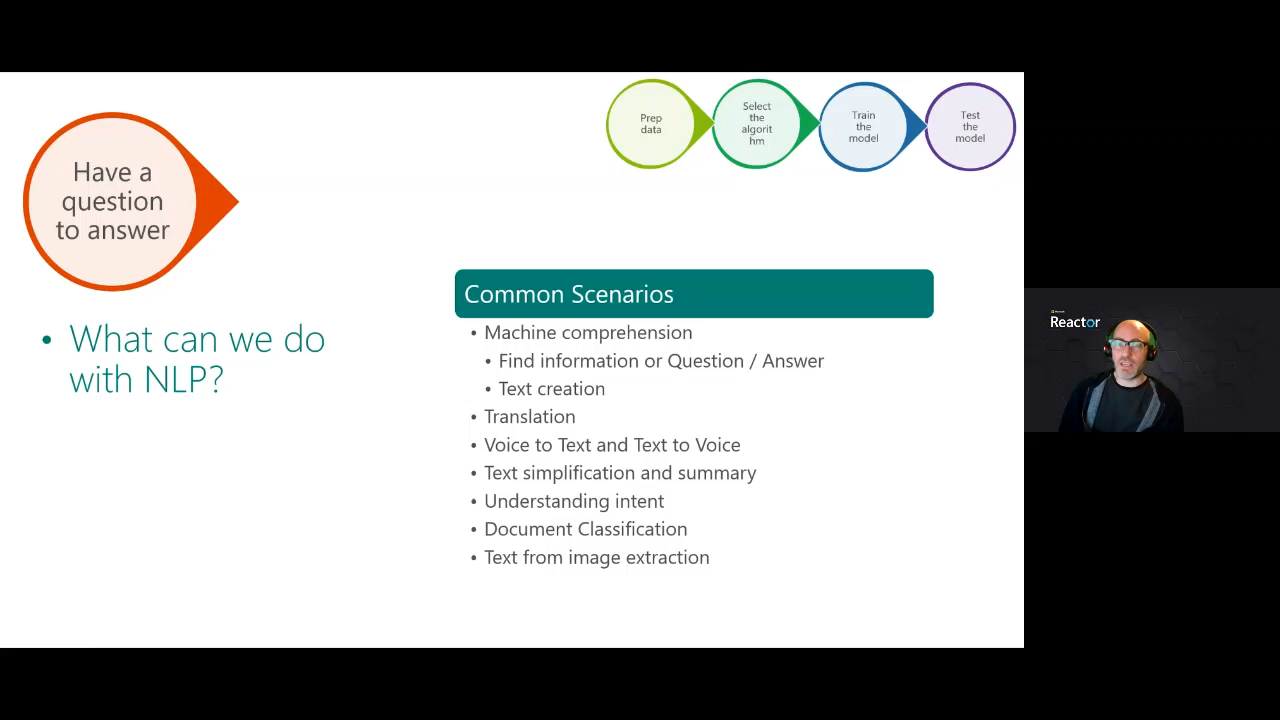 Prep
data
Select
the
algorit
hm
Train
the
model
Test
the
model
Have a
question
to answer
• What can we do
with NLP?
Common Scenarios
• Machine comprehension
• Find information or Question / Answer
• Text creation
• Translation
• Voice to Text and Text to Voice
• Text simplification and summary
• Understanding intent
• Document Classification
• Text from image extraction
Reactor